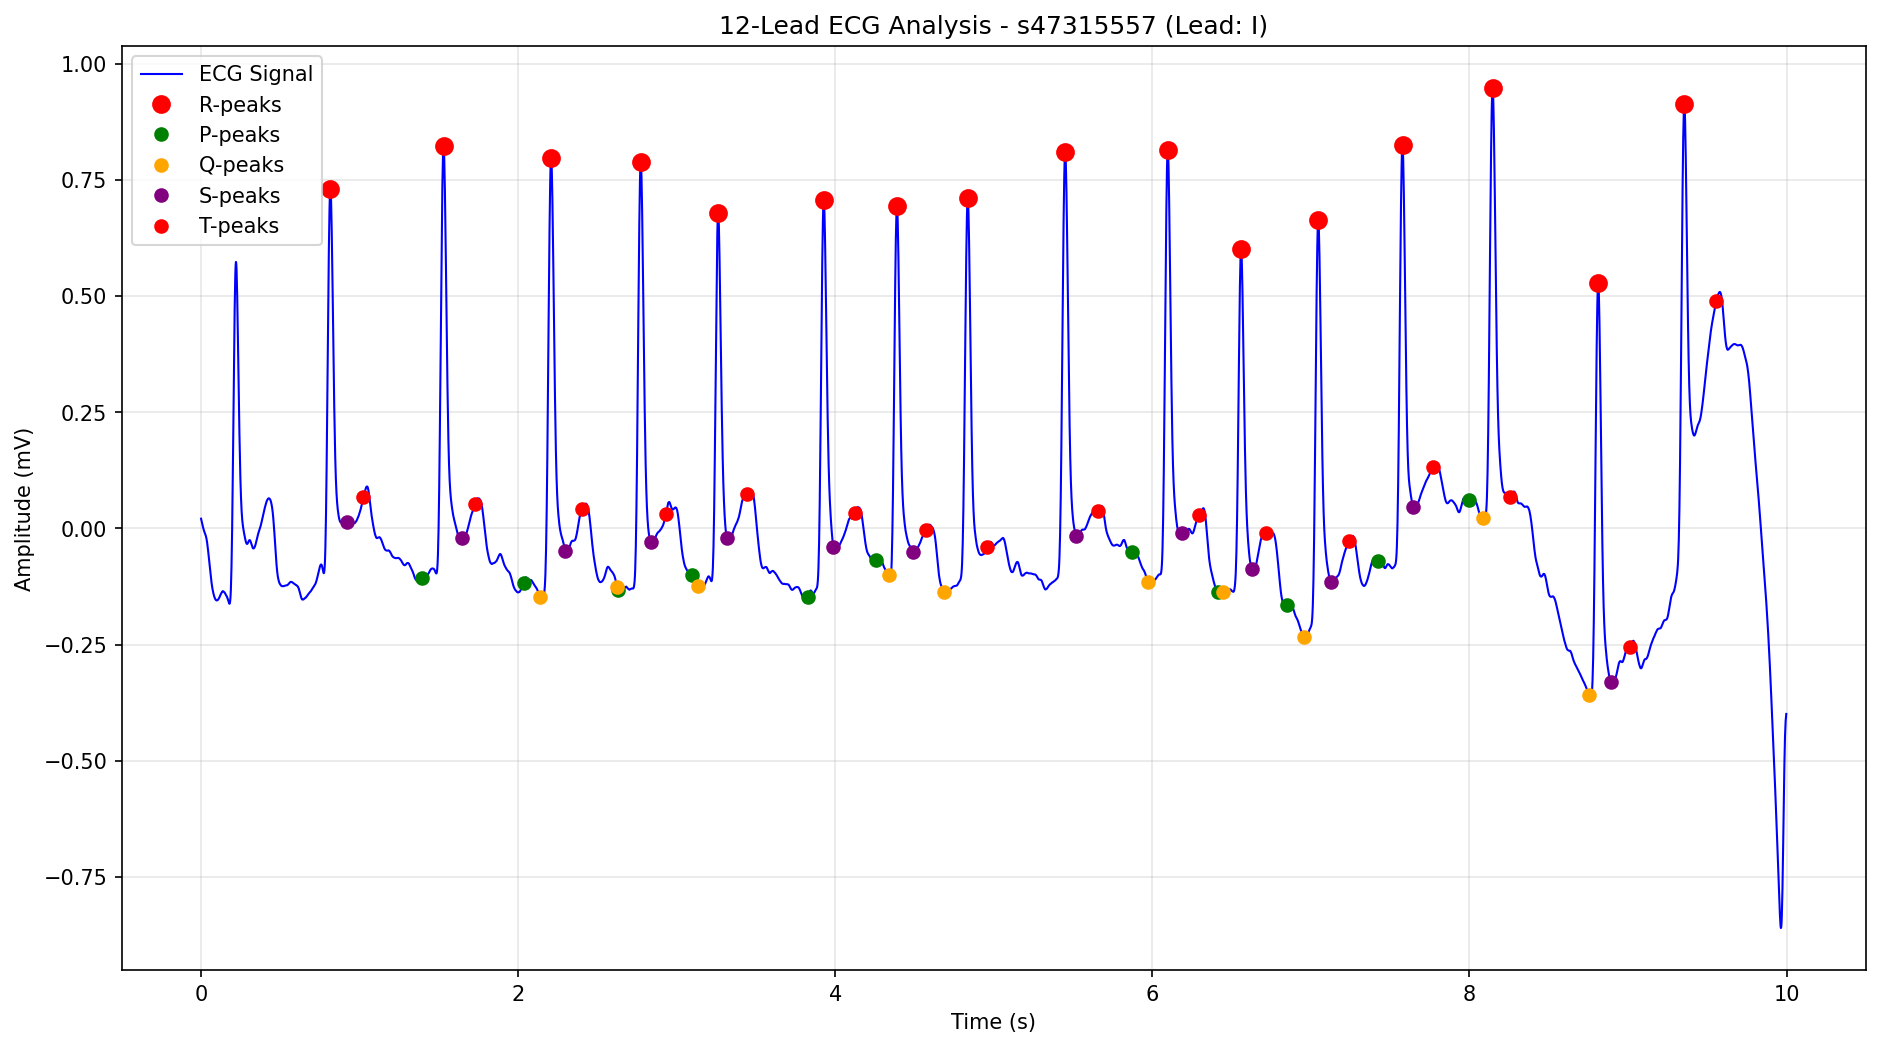 12-Lead ECG Analysis - s47315557 (Lead: I)
ECG Signal
R-peaks
P-peaks
Q-peaks
S-peaks
T-peaks
1.00
0.75
0.50
0.25
0.00
−0.25
−0.50
−0.75
Amplitude (mV)
0 2 4 6 8 10
Time (s)